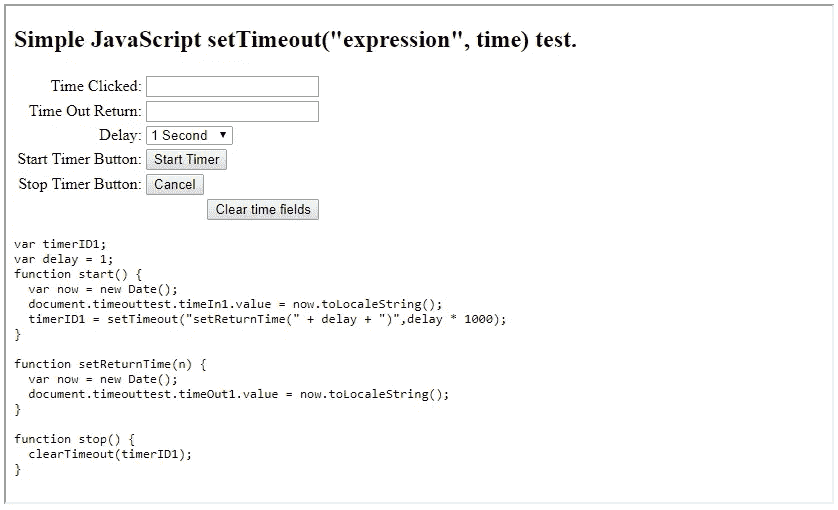 Simple JavaScript setTimeout("expression", time) test.
Time Clicked:
Time Out Return:
Delay: 1 Second
Start Timer Button: Start Timer
Stop Timer Button: Cancel
Clear time fields
var timerID1;
var delay = 1;
function start() {
  var now = new Date();
  document.timeouttest.timeIn1.value = now.toLocaleString();
  timerID1 = setTimeout("setReturnTime(" + delay + ")",delay * 1000);
}
function setReturnTime(n) {
  var now = new Date();
  document.timeouttest.timeOut1.value = now.toLocaleString();
}
function stop() {
  clearTimeout(timerID1);
}